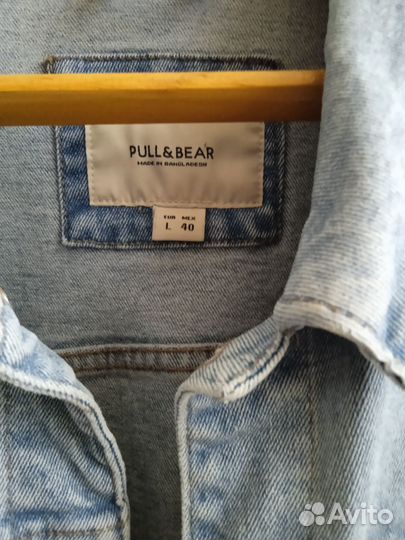 PULL&BEAR
MADE IN BANGLADESH
EUR MEX
L 40
Avito